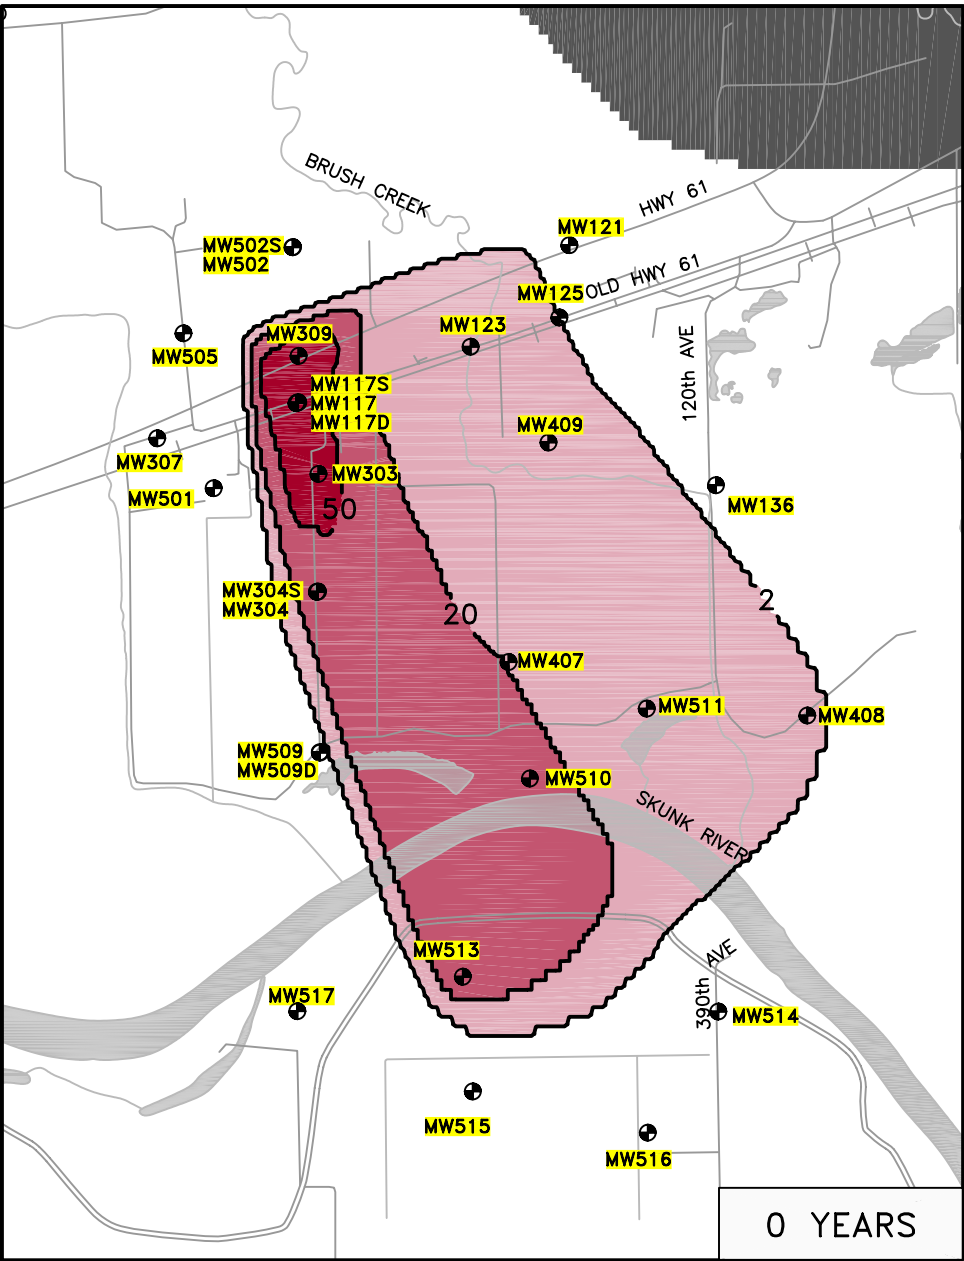 BRUSH CREEK
HWY 61
MW121
MW502S
MW502
OLD HWY 61
MW125
MW123
MW309
MW505
120th AVE
MW117S
MW117
MW117D
MW409
MW307
MW303
MW501
MW136
50
MW304S
MW304
20
2
MW407
MW511
MW408
MW509
MW509D
MW510
SKUNK RIVER
MW513
390th AVE
MW517
MW514
MW515
MW516
0 YEARS